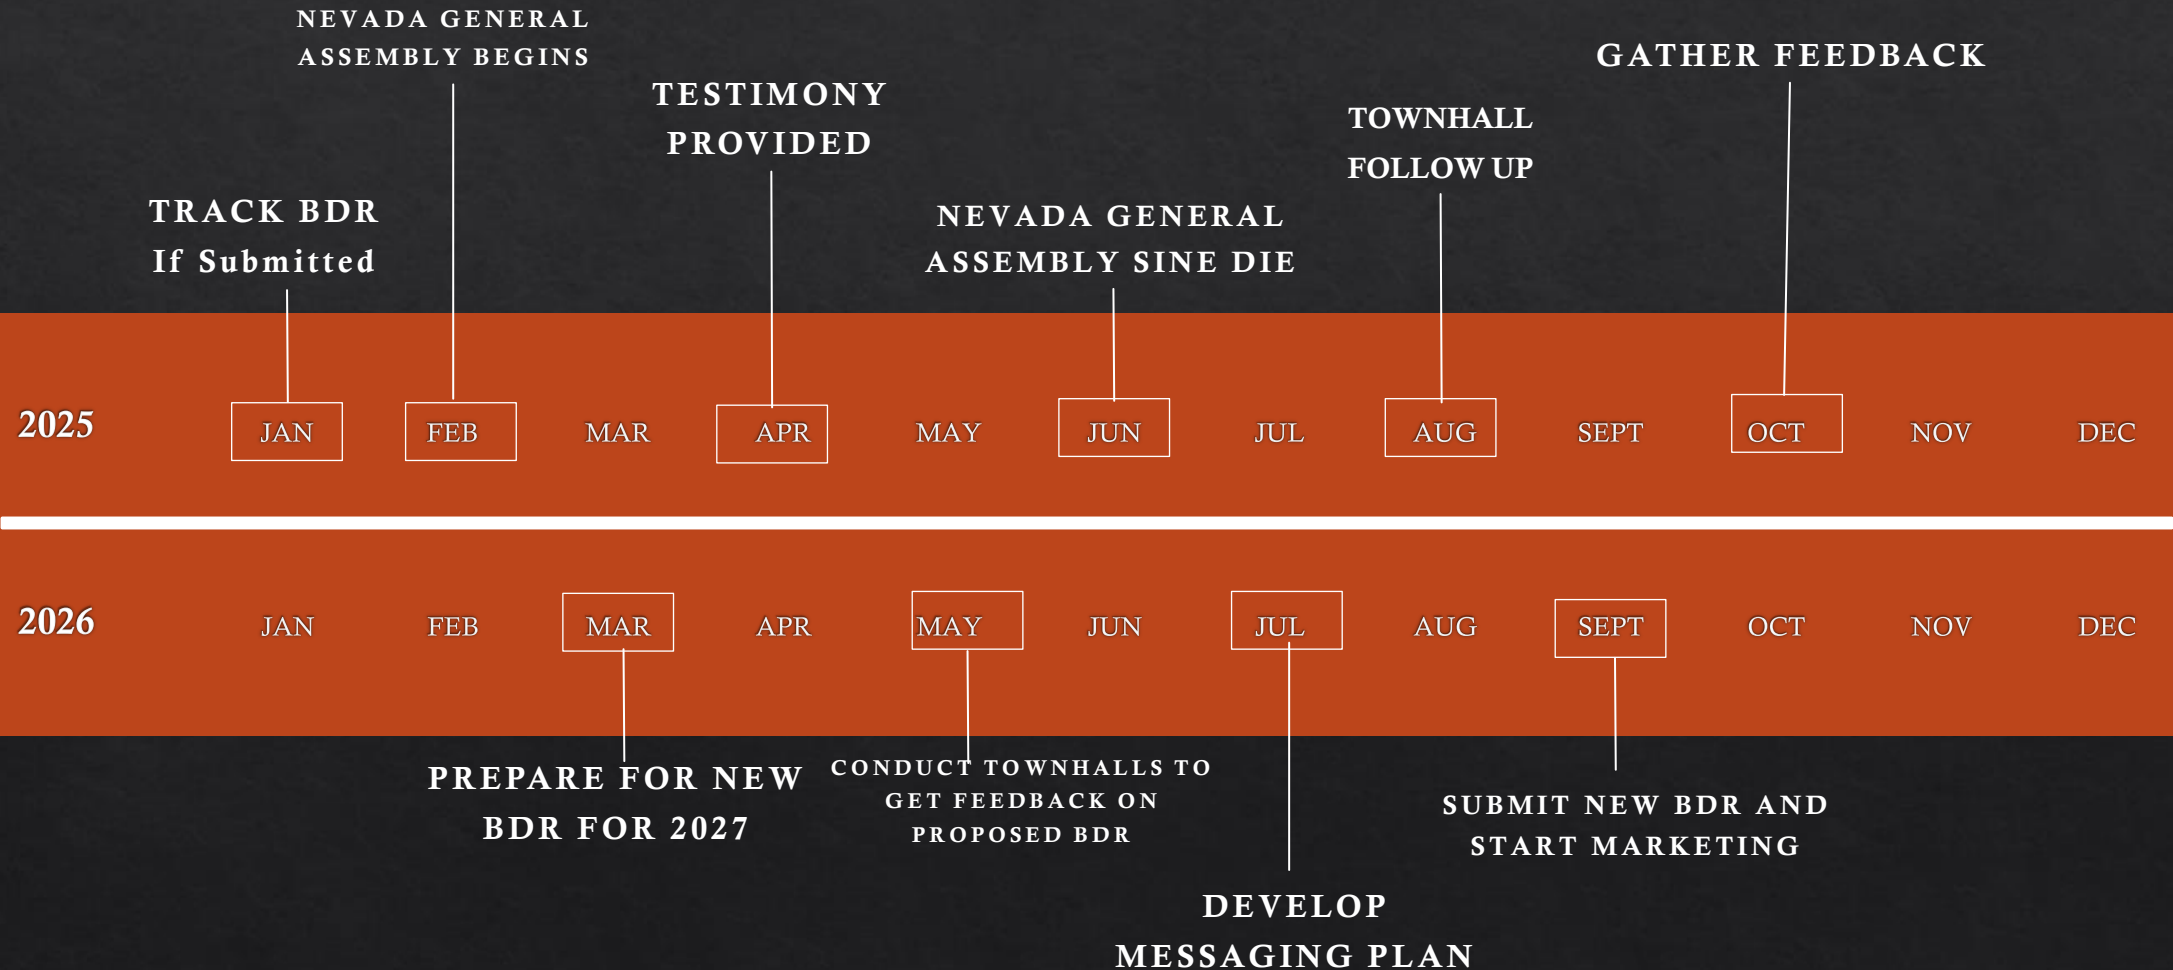 NEVADA GENERAL
ASSEMBLY BEGINS
GATHER FEEDBACK
TESTIMONY
PROVIDED
TOWNHALL
FOLLOW UP
TRACK BDR
If Submitted
NEVADA GENERAL
ASSEMBLY SINE DIE
2025 JAN FEB MAR APR MAY JUN JUL AUG SEPT OCT NOV DEC
2026 JAN FEB MAR APR MAY JUN JUL AUG SEPT OCT NOV DEC
PREPARE FOR NEW
BDR FOR 2027
CONDUCT TOWNHALLS TO
GET FEEDBACK ON
PROPOSED BDR
SUBMIT NEW BDR AND
START MARKETING
DEVELOP
MESSAGING PLAN